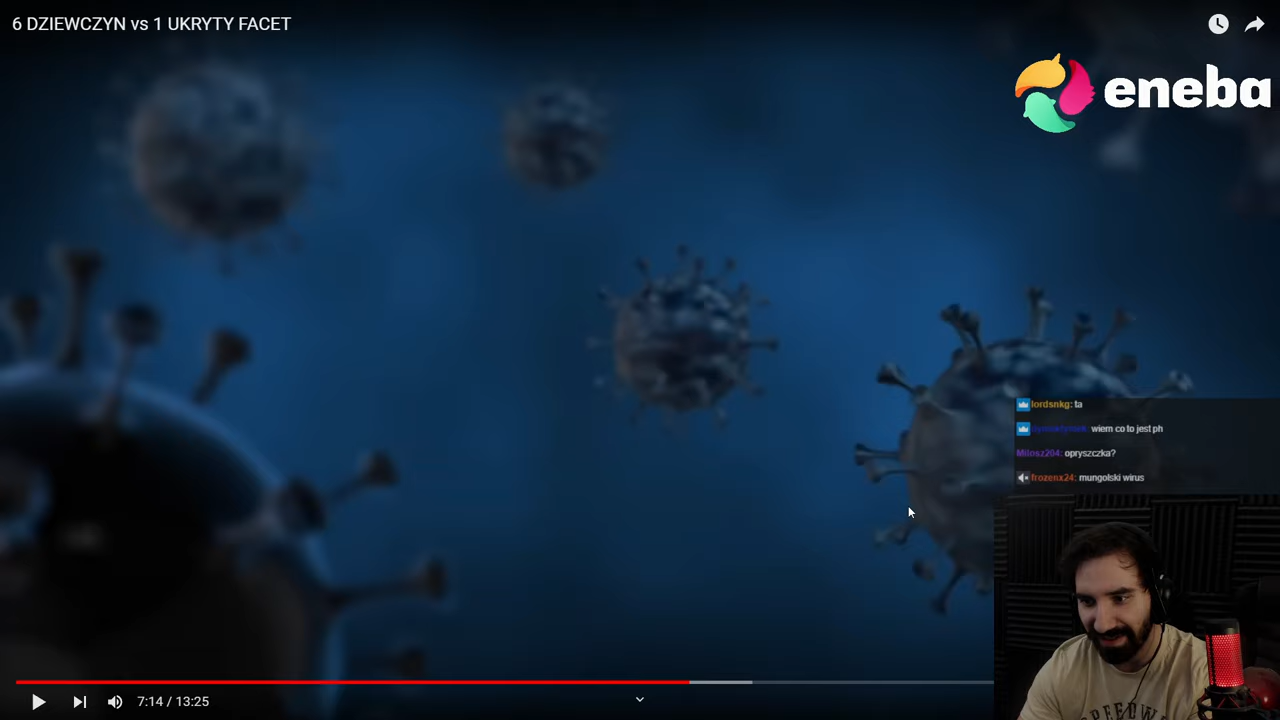 6 DZIEWCZYN vs 1 UKRYTY FACET
eneba
lordsnkg: ta
wiem co to jest ph
Milosz204: opryszczka?
frozenx24: mungolski wirus
7:14 / 13:25